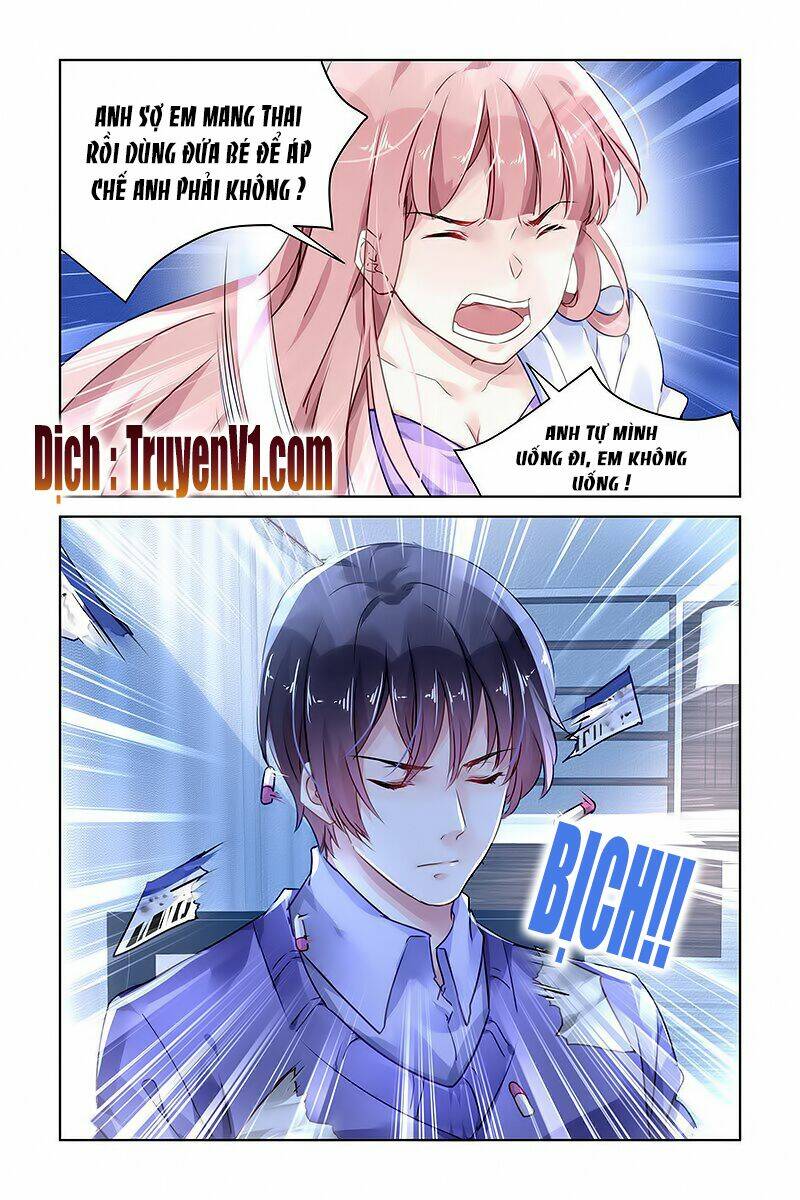 ANH SỢ EM MANG THAI
RỒI DÙNG ĐỨA BÉ ĐỂ ÁP
CHẾ ANH PHẢI KHÔNG ?
Dịch : TruyenV1.com
ANH TỰ MÌNH
UỐNG ĐI, EM KHÔNG
UỐNG !
BỊCH!!